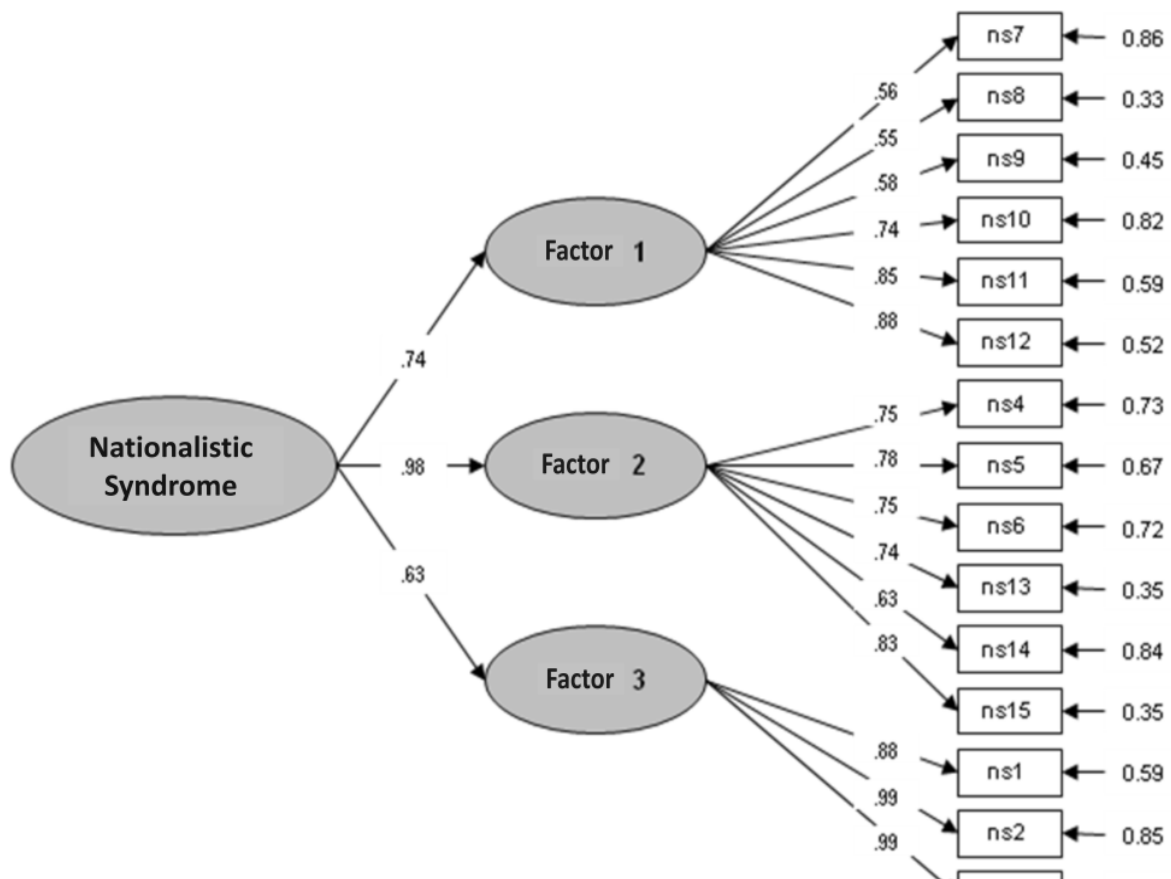 ns7
0.86
.56
ns8
0.33
.55
ns9
0.45
.58
ns10
0.82
.74
ns11
0.59
.85
ns12
0.52
.88
Factor 1
.74
ns4
0.73
.75
ns5
0.67
.78
ns6
0.72
.75
ns13
0.35
.74
ns14
0.84
.63
ns15
0.35
.83
Nationalistic
Syndrome
.98
Factor 2
.63
Factor 3
ns1
0.59
.88
ns2
0.85
.99
.99